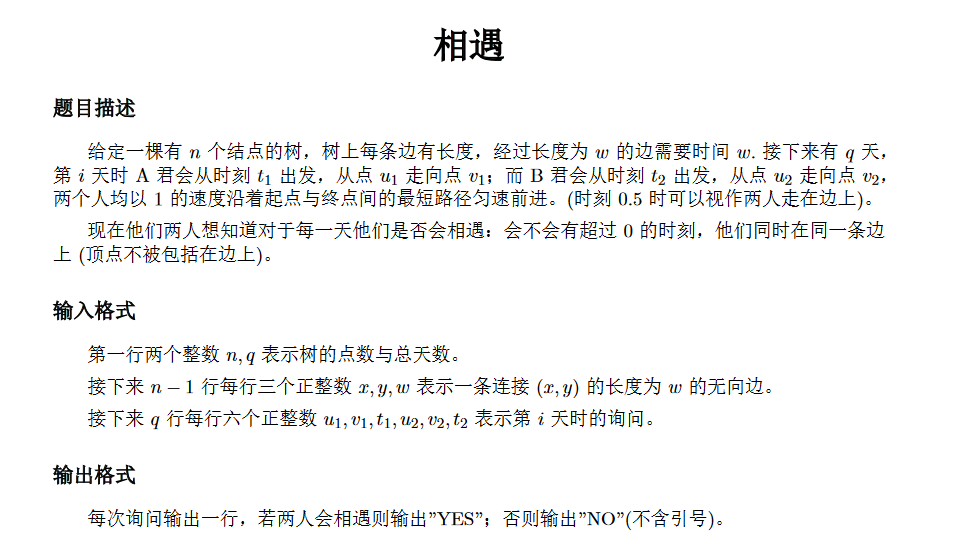 相遇
题目描述
给定一棵有 n 个结点的树，树上每条边有长度，经过长度为 w 的边需要时间 w. 接下来有 q 天，
第 i 天时 A 君会从时刻 t₁ 出发，从点 u₁ 走向点 v₁；而 B 君会从时刻 t₂ 出发，从点 u₂ 走向点 v₂，
两个人均以 1 的速度沿着起点与终点间的最短路径匀速前进。(时刻 0.5 时可以视作两人走在边上)。
现在他们两人想知道对于每一天他们是否会相遇：会不会有超过 0 的时刻，他们同时在同一条边
上 (顶点不被包括在边上)。
输入格式
第一行两个整数 n, q 表示树的点数与总天数。
接下来 n − 1 行每行三个正整数 x, y, w 表示一条连接 (x, y) 的长度为 w 的无向边。
接下来 q 行每行六个正整数 u₁, v₁, t₁, u₂, v₂, t₂ 表示第 i 天时的询问。
输出格式
每次询问输出一行，若两人会相遇则输出”YES”；否则输出”NO”(不含引号)。